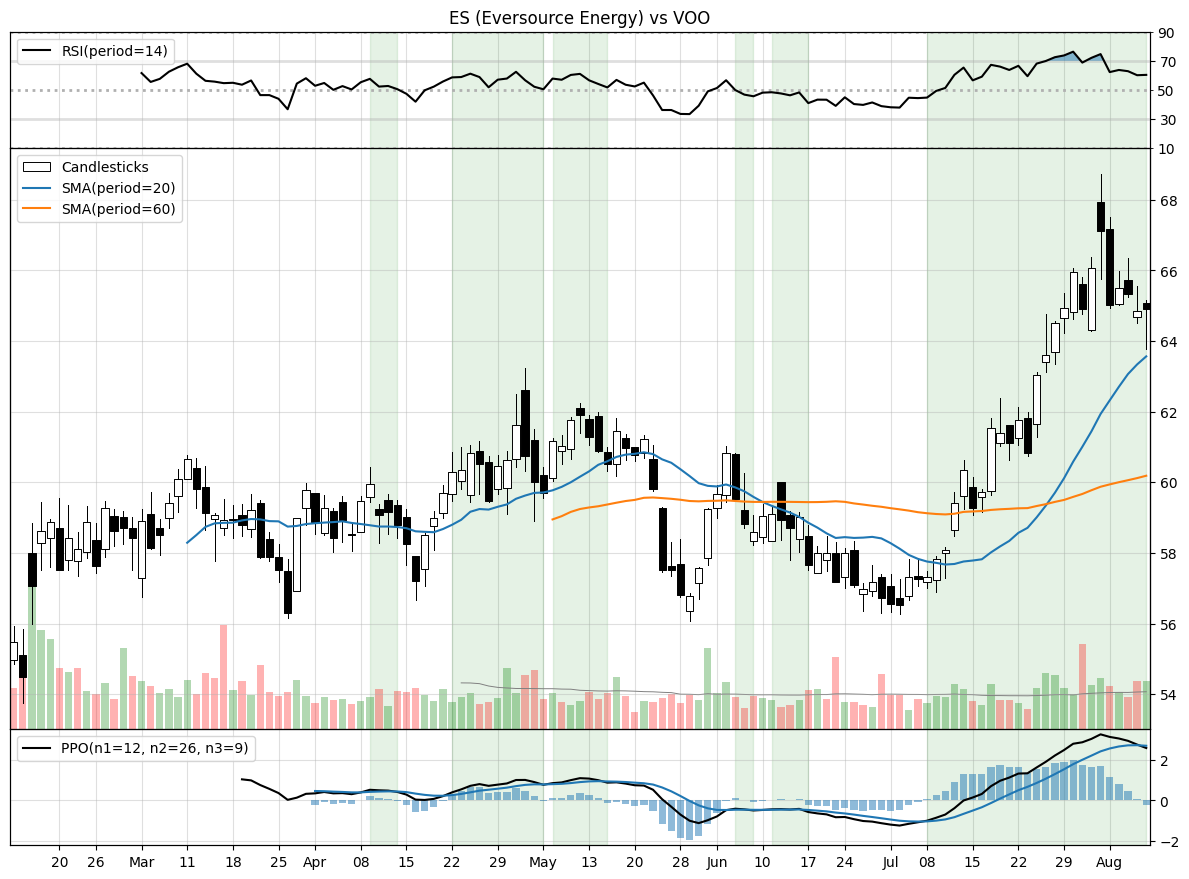 ES (Eversource Energy) vs VOO
RSI(period=14)
90
70
50
30
10
Candlesticks
SMA(period=20)
SMA(period=60)
68
66
64
62
60
58
56
54
PPO(n1=12, n2=26, n3=9)
2
0
−2
20 26 Mar 11 18 25 Apr 08 15 22 29 May 13 20 28 Jun 10 17 24 Jul 08 15 22 29 Aug